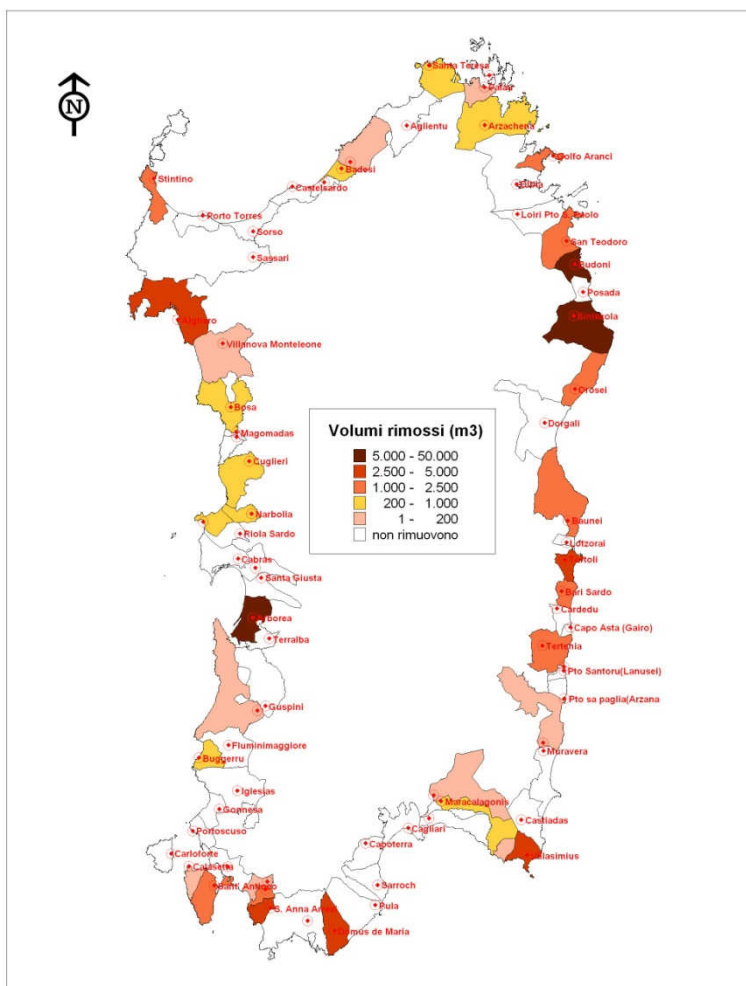 N
Santa Teresa
Palau
Aglientu
Arzachena
Golfo Aranci
Badesi
Stintino
Castelsardo
Olbia
Porto Torres
Loiri Pto S. Paolo
Sorso
San Teodoro
Sassari
Budoni
Posada
Siniscola
Alghero
Villanova Monteleone
Orosei
Bosa
Dorgali
Magomadas
Cuglieri
Narbolia
Baunei
Riola Sardo
Lotzorai
Cabras
Tortolì
Santa Giusta
Bari Sardo
Cardedu
Arborea
Capo Asta (Gairo)
Terralba
Tertenia
Pto Santoru(Lanusei)
Pto sa paglia(Arzana
Guspini
Fluminimaggiore
Muravera
Buggerru
Iglesias
Maracalagonis
Gonnesa
Castiadas
Cagliari
Portoscuso
Capoterra
Carloforte
Villasimius
Calasetta
Sarroch
Pula
S. Anna Arresi
Domus de Maria
Volumi rimossi (m3)
5.000 - 50.000
2.500 - 5.000
1.000 - 2.500
200 - 1.000
1 - 200
non rimuovono